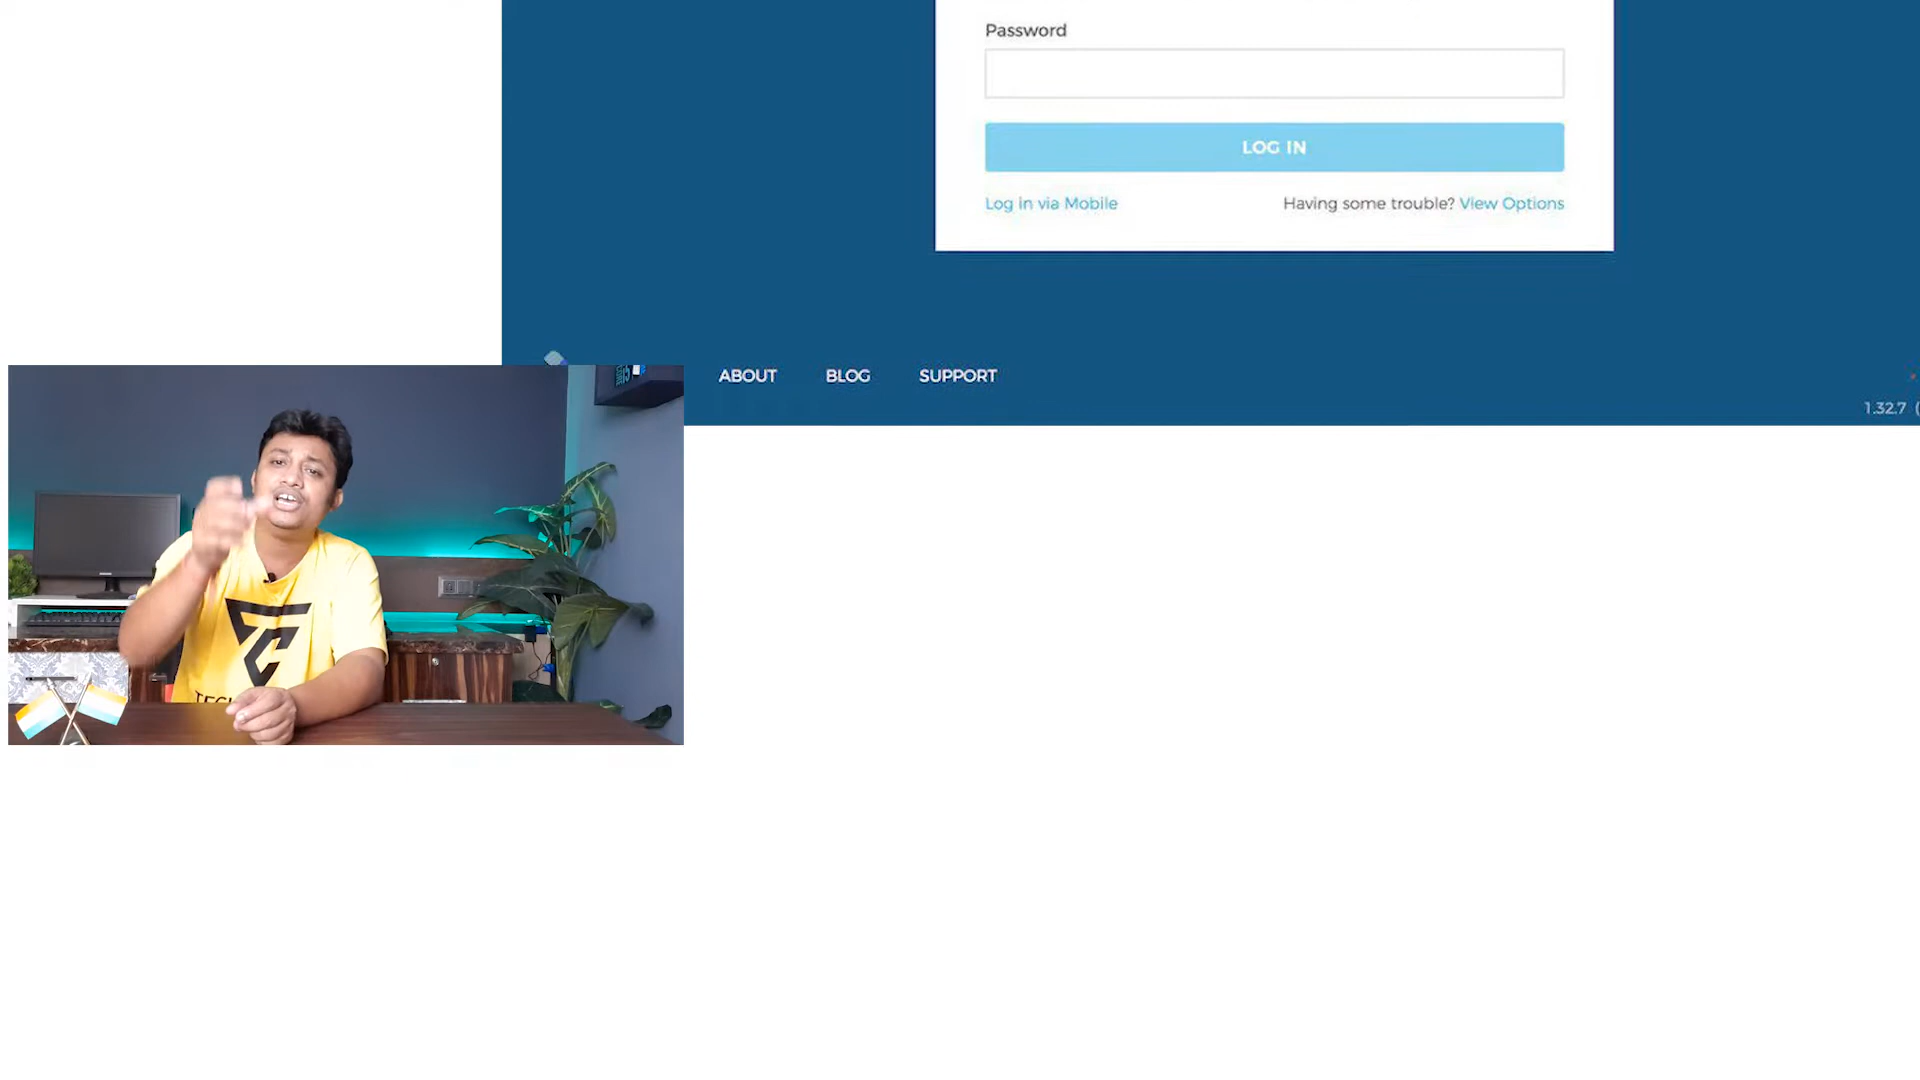 Password
LOG IN
Log in via Mobile
Having some trouble? View Options
ABOUT
BLOG
SUPPORT
1.32.7